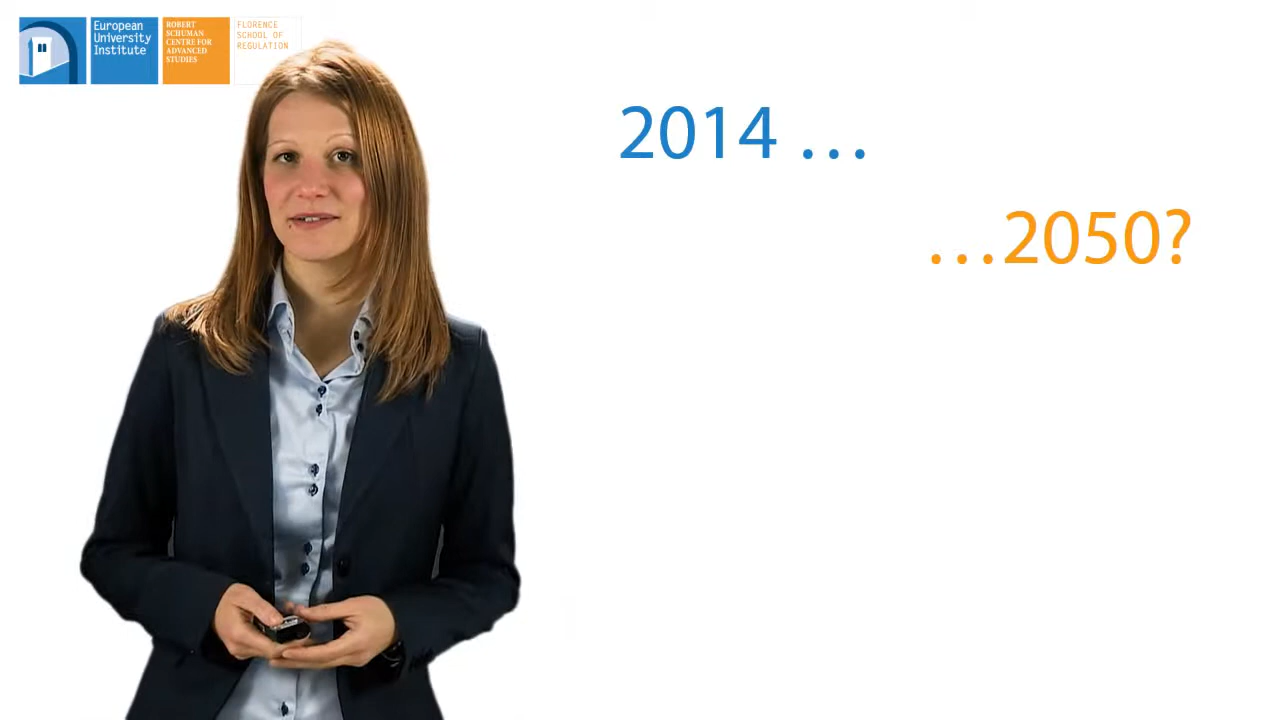 European
University
Institute
ROBERT
SCHUMAN
CENTRE FOR
ADVANCED
STUDIES
FLORENCE
SCHOOL OF
REGULATION
2014 ...
...2050?